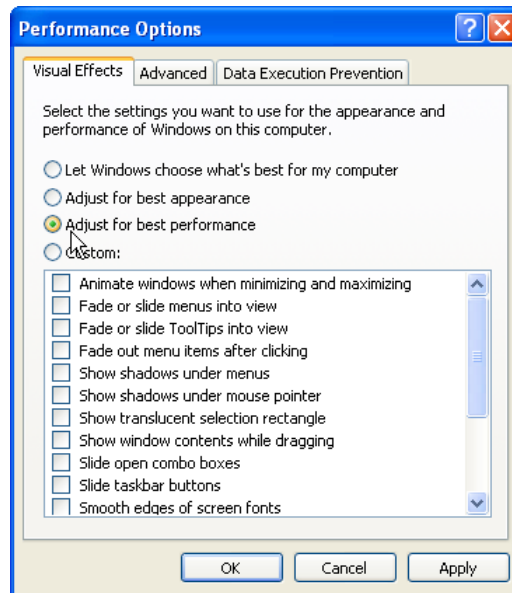 Performance Options
Visual Effects Advanced Data Execution Prevention
Select the settings you want to use for the appearance and
performance of Windows on this computer.
Let Windows choose what's best for my computer
Adjust for best appearance
Adjust for best performance
Custom:
Animate windows when minimizing and maximizing
Fade or slide menus into view
Fade or slide ToolTips into view
Fade out menu items after clicking
Show shadows under menus
Show shadows under mouse pointer
Show translucent selection rectangle
Show window contents while dragging
Slide open combo boxes
Slide taskbar buttons
Smooth edges of screen fonts
OK Cancel Apply